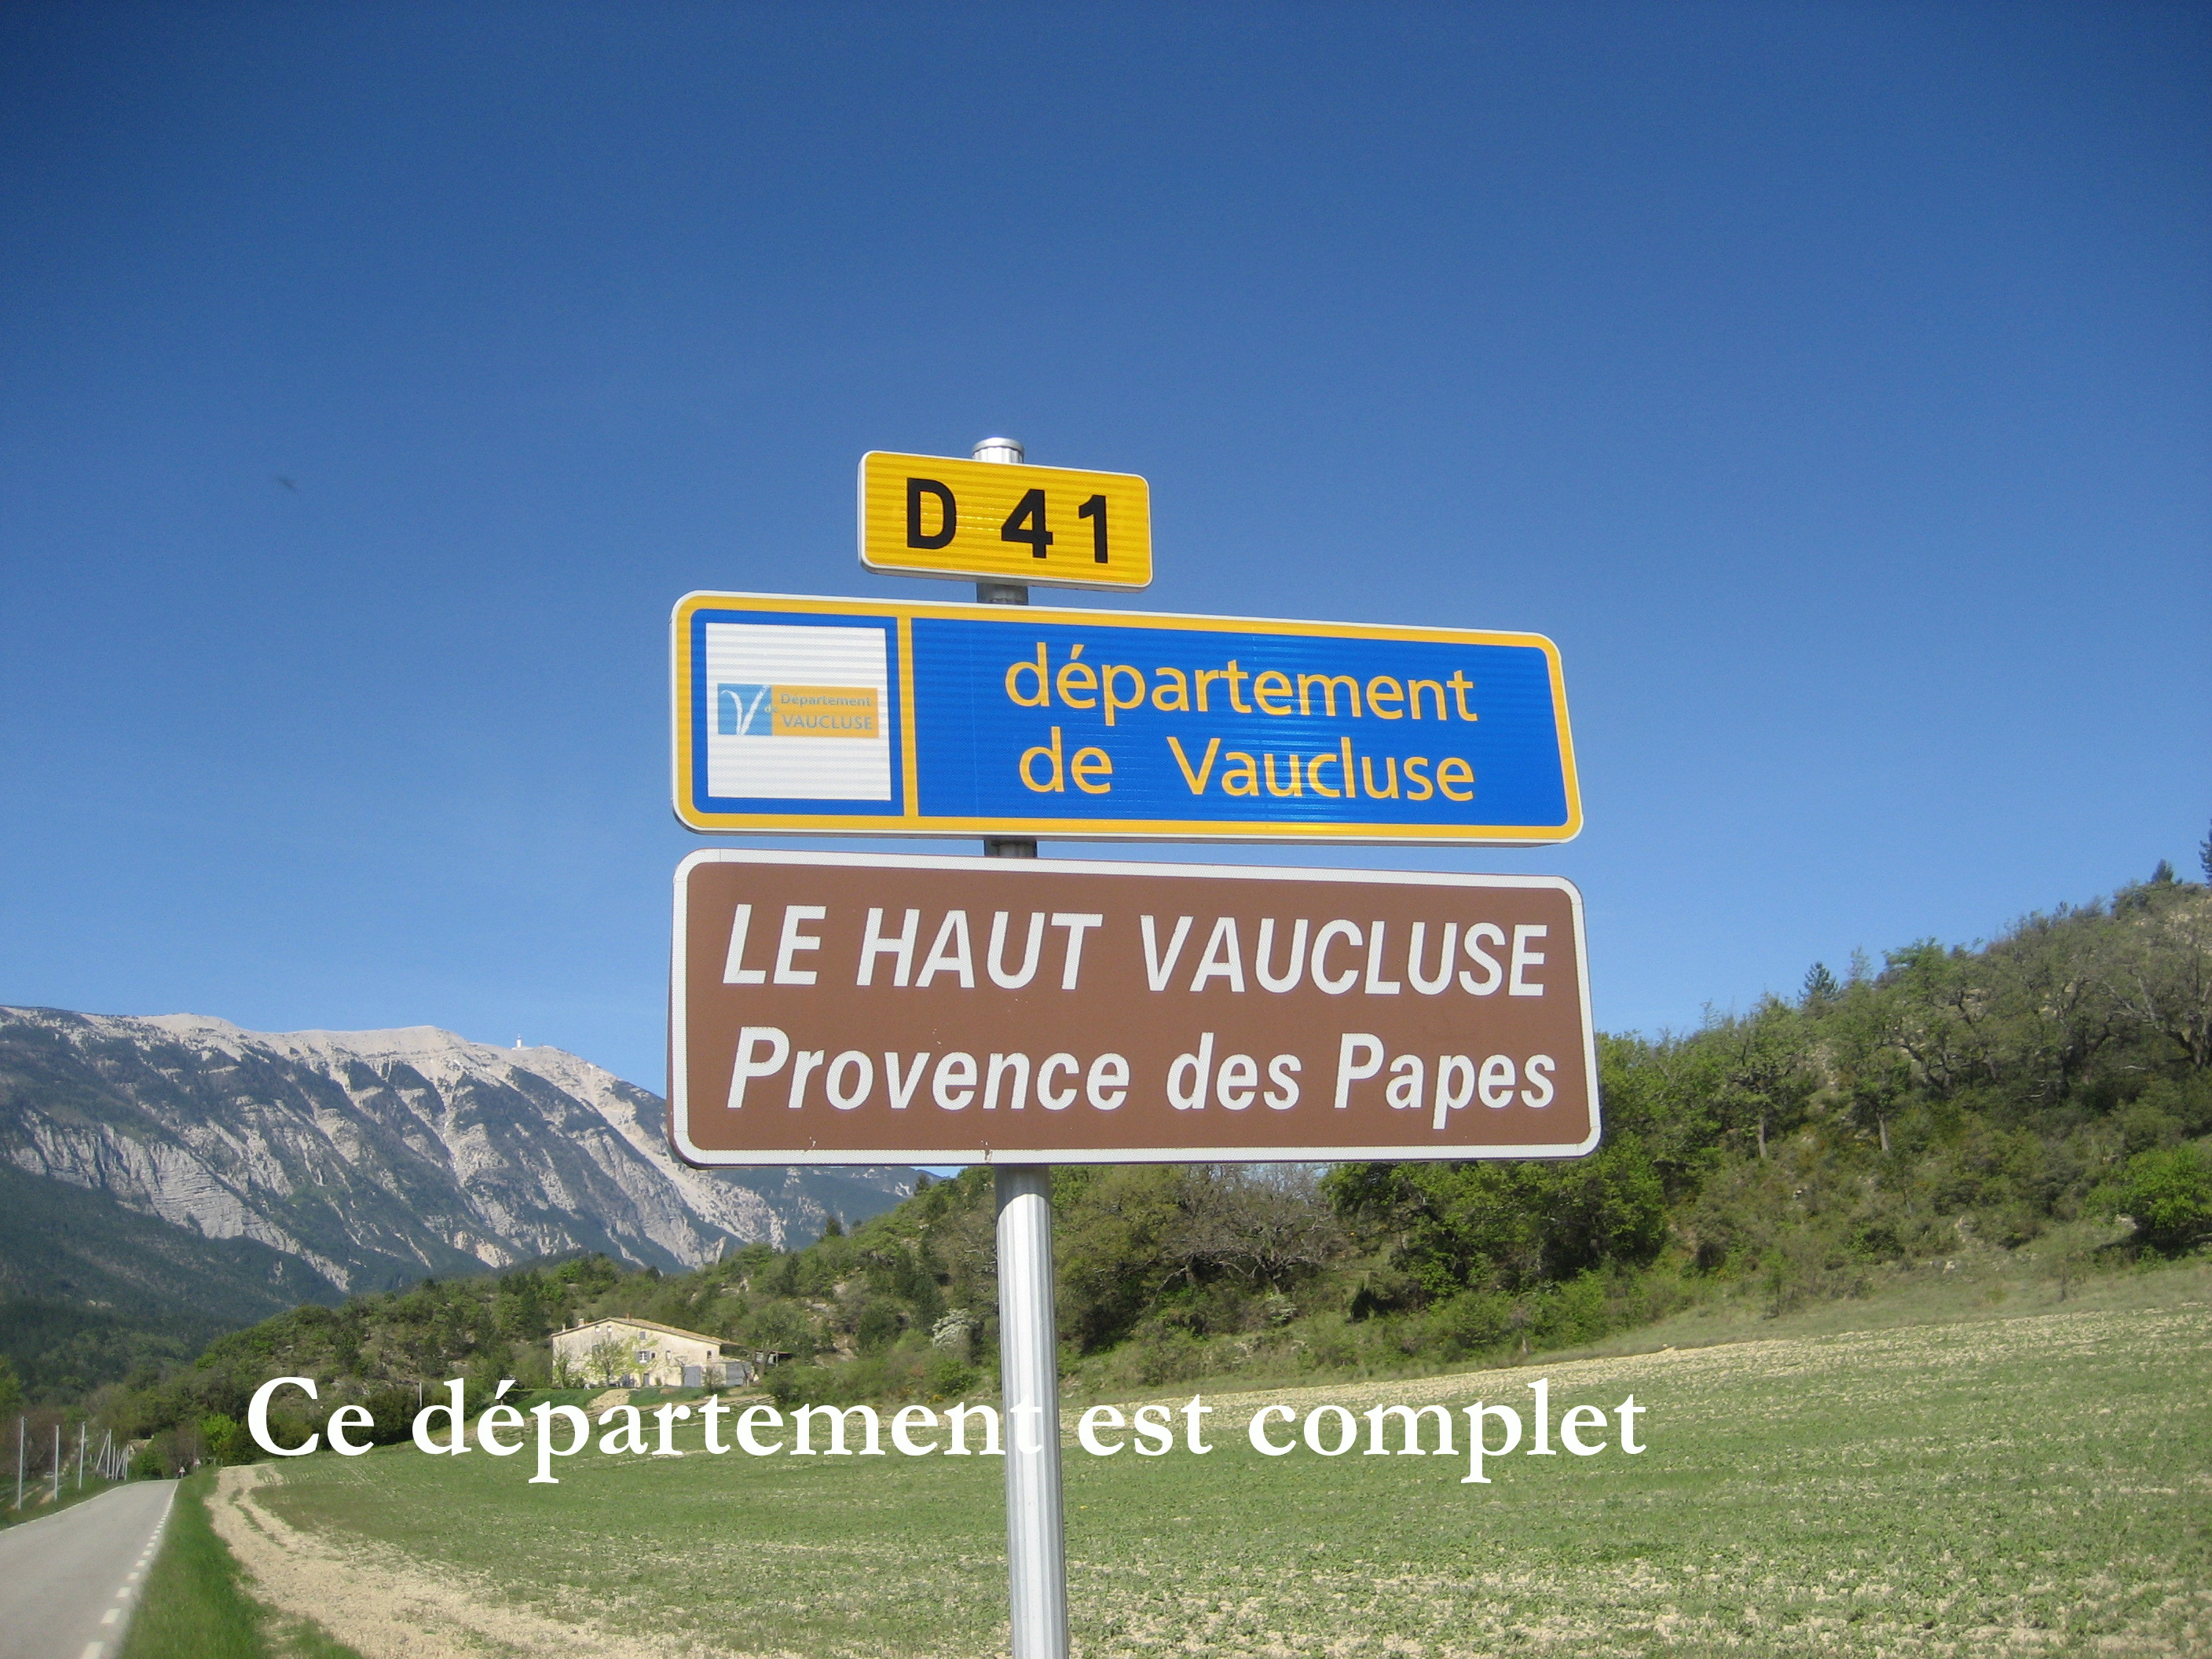 D 41
Département
de VAUCLUSE
département
de Vaucluse
LE HAUT VAUCLUSE
Provence des Papes
Ce département est complet